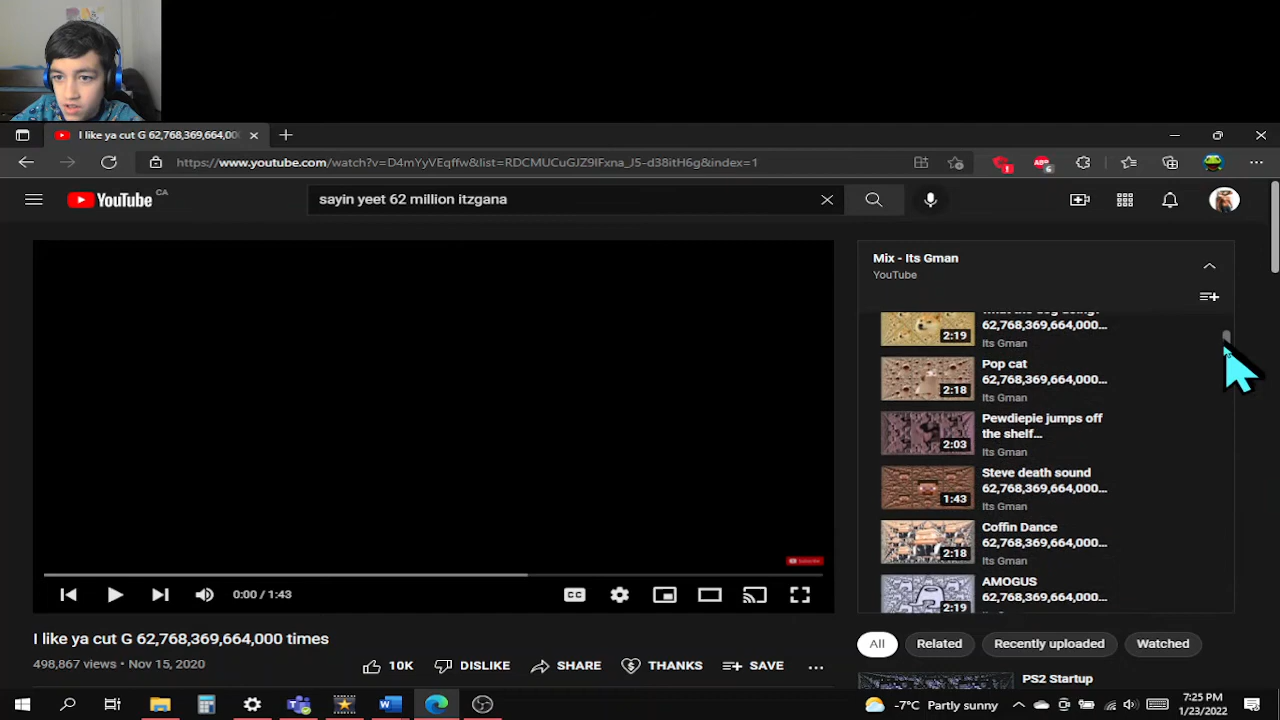 I like ya cut G 62,768,369,664,00
https://www.youtube.com/watch?v=D4mYyVEqffw&list=RDCMUCuGJZ9IFxna_J5-d38itH6g&index=1
1
ABP
6
YouTube CA
sayin yeet 62 million itzgana
Mix - Its Gman
YouTube
62,768,369,664,000...
2:19
Its Gman
Pop cat
62,768,369,664,000...
2:18
Its Gman
Pewdiepie jumps off
the shelf...
2:03
Its Gman
Steve death sound
62,768,369,664,000...
1:43
Its Gman
Coffin Dance
62,768,369,664,000...
2:18
Its Gman
AMOGUS
62,768,369,664,000...
2:19
Subscribe
0:00 / 1:43
CC
I like ya cut G 62,768,369,664,000 times
498,867 views • Nov 15, 2020
10K DISLIKE SHARE THANKS SAVE
All Related Recently uploaded Watched
PS2 Startup
-7°C Partly sunny
7:25 PM
1/23/2022